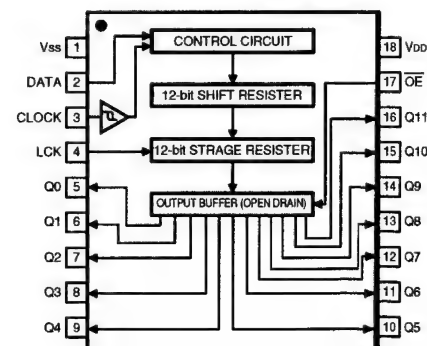 CONTROL CIRCUIT
12-bit SHIFT RESISTER
12-bit STRAGE RESISTER
OUTPUT BUFFER (OPEN DRAIN)
Vss 1
DATA 2
CLOCK 3
LCK 4
Q0 5
Q1 6
Q2 7
Q3 8
Q4 9
18 VDD
17 OE
16 Q11
15 Q10
14 Q9
13 Q8
12 Q7
11 Q6
10 Q5